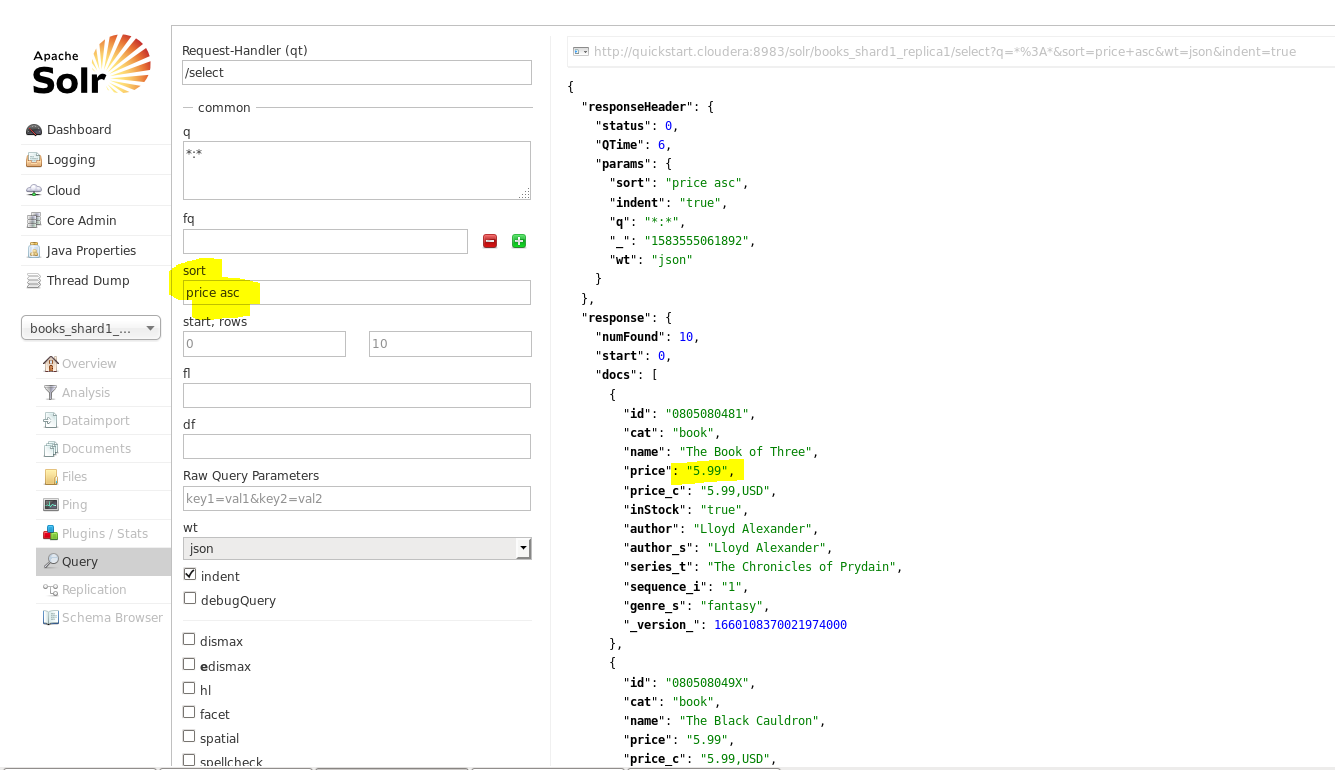 Apache
Solr
Dashboard
Logging
Cloud
Core Admin
Java Properties
Thread Dump
books_shard1_...
Overview
Analysis
Dataimport
Documents
Files
Ping
Plugins / Stats
Query
Replication
Schema Browser
Request-Handler (qt)
/select
common
q
*:*
fq
sort
price asc
start, rows
0 10
fl
df
Raw Query Parameters
key1=val1&key2=val2
wt
json
indent
debugQuery
dismax
edismax
hl
facet
spatial
spellcheck
http://quickstart.cloudera:8983/solr/books_shard1_replica1/select?q=*%3A*&sort=price+asc&wt=json&indent=true
{
"responseHeader": {
"status": 0,
"QTime": 6,
"params": {
"sort": "price asc",
"indent": "true",
"q": "*:*",
"_": "1583555061892",
"wt": "json"
}
},
"response": {
"numFound": 10,
"start": 0,
"docs": [
{
"id": "0805080481",
"cat": "book",
"name": "The Book of Three",
"price": "5.99",
"price_c": "5.99,USD",
"inStock": "true",
"author": "Lloyd Alexander",
"author_s": "Lloyd Alexander",
"series_t": "The Chronicles of Prydain",
"sequence_i": "1",
"genre_s": "fantasy",
"_version_": 1660108370021974000
},
{
"id": "080508049X",
"cat": "book",
"name": "The Black Cauldron",
"price": "5.99",
"price_c": "5.99,USD",